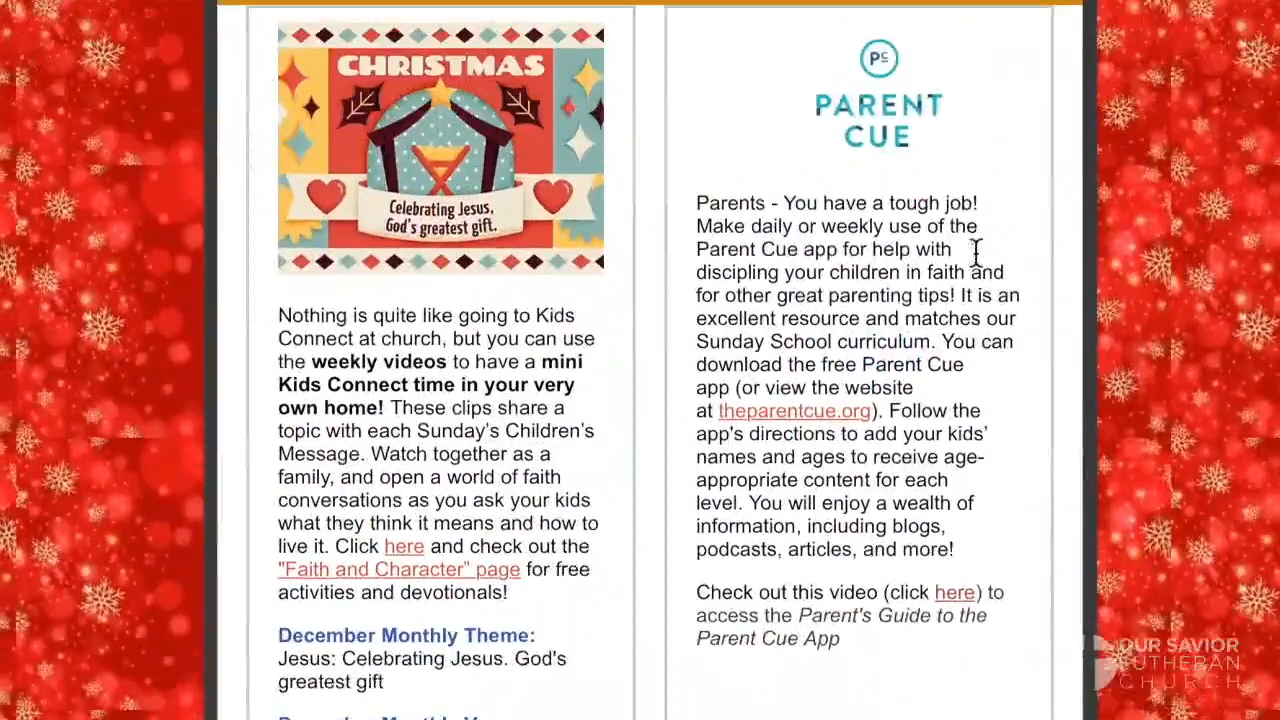 CHRISTMAS
Celebrating Jesus,
God's greatest gift.
Nothing is quite like going to Kids
Connect at church, but you can use
the weekly videos to have a mini
Kids Connect time in your very
own home! These clips share a
topic with each Sunday's Children's
Message. Watch together as a
family, and open a world of faith
conversations as you ask your kids
what they think it means and how to
live it. Click here and check out the
"Faith and Character” page for free
activities and devotionals!
December Monthly Theme:
Jesus: Celebrating Jesus. God's
greatest gift
PC
PARENT
CUE
Parents - You have a tough job!
Make daily or weekly use of the
Parent Cue app for help with
discipling your children in faith and
for other great parenting tips! It is an
excellent resource and matches our
Sunday School curriculum. You can
download the free Parent Cue
app (or view the website
at theparentcue.org). Follow the
app's directions to add your kids’
names and ages to receive age-
appropriate content for each
level. You will enjoy a wealth of
information, including blogs,
podcasts, articles, and more!
Check out this video (click here) to
access the Parent's Guide to the
Parent Cue App
OUR SAVIOR
LUTHERAN
CHURCH